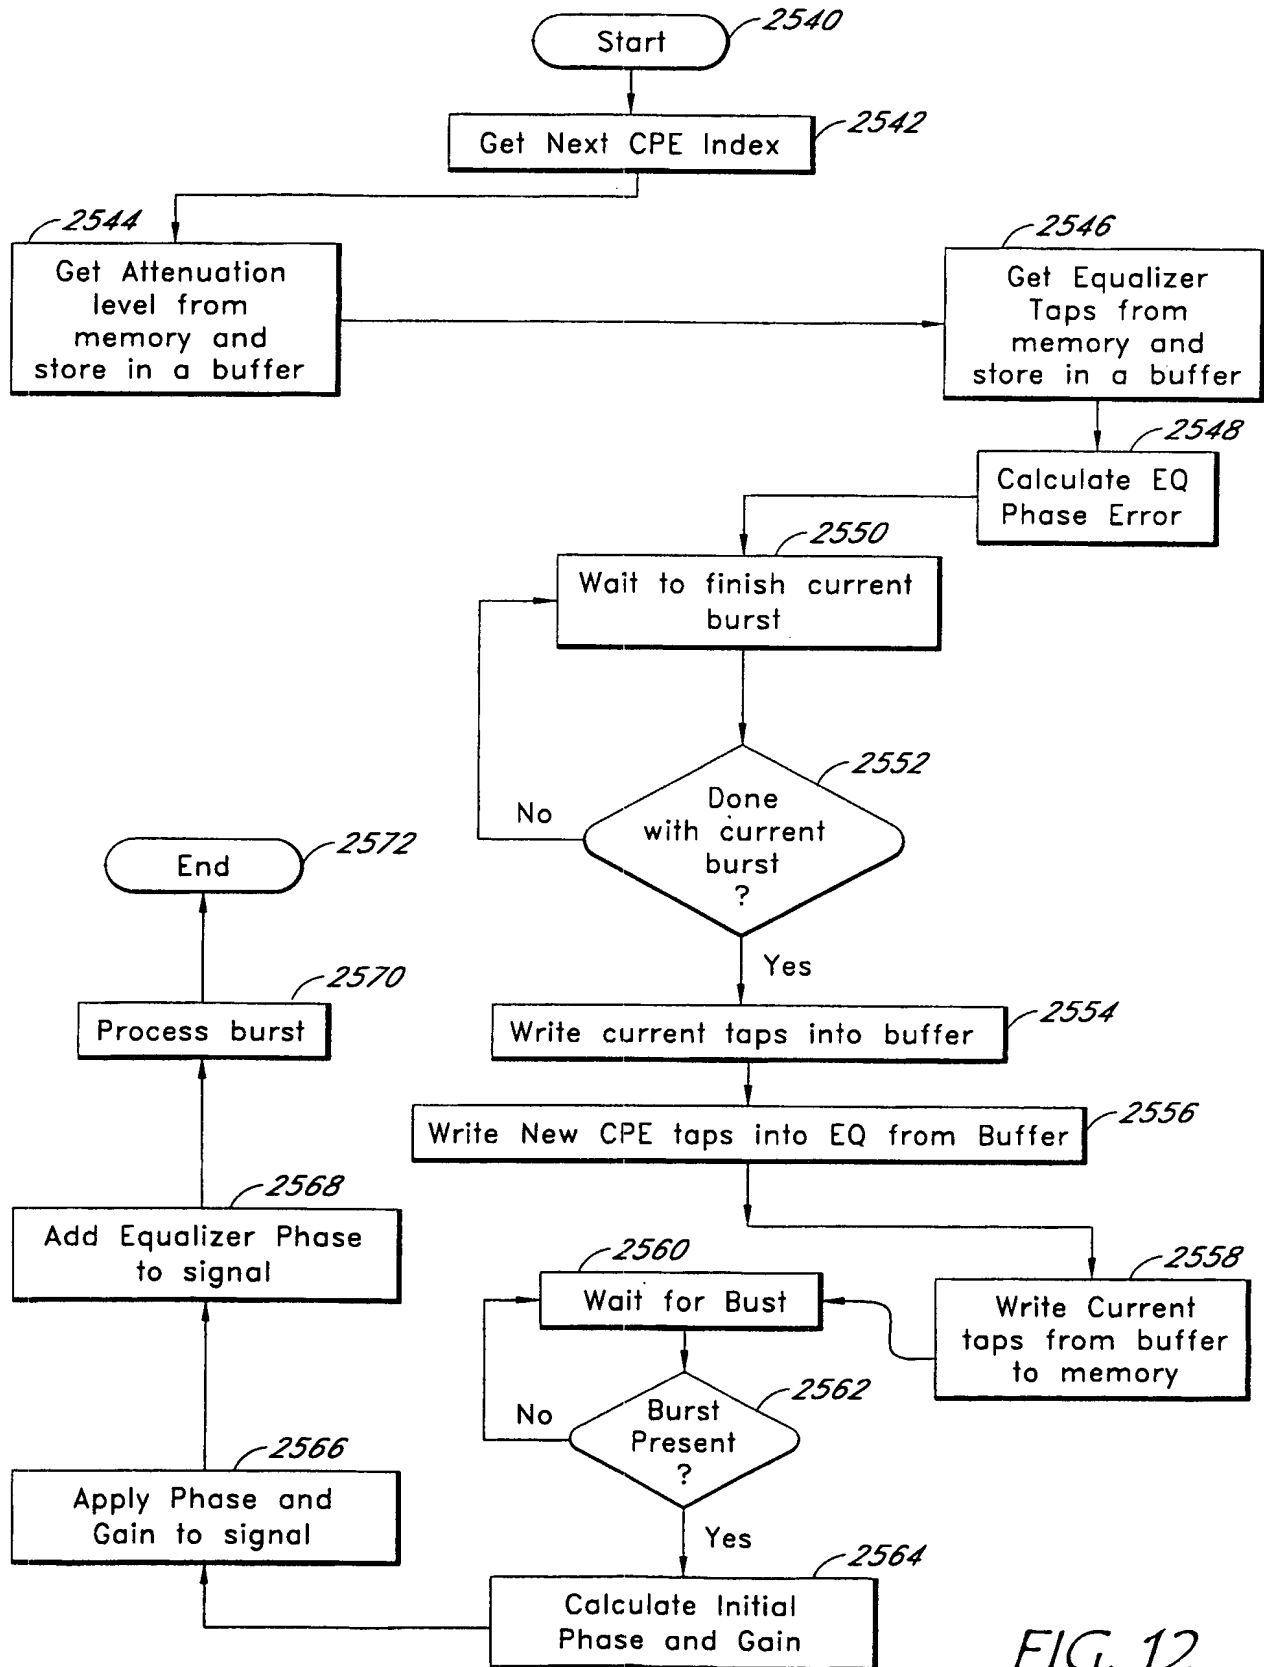 Start
2540
Get Next CPE Index
2542
2544
Get Attenuation
level from
memory and
store in a buffer
2546
Get Equalizer
Taps from
memory and
store in a buffer
2548
Calculate EQ
Phase Error
2550
Wait to finish current
burst
2552
Done
with current
burst
?
No
Yes
2554
Write current taps into buffer
2556
Write New CPE taps into EQ from Buffer
2558
Write Current
taps from buffer
to memory
2560
Wait for Bust
2562
Burst
Present
?
No
Yes
2564
Calculate Initial
Phase and Gain
2566
Apply Phase and
Gain to signal
2568
Add Equalizer Phase
to signal
2570
Process burst
2572
End
FIG. 12